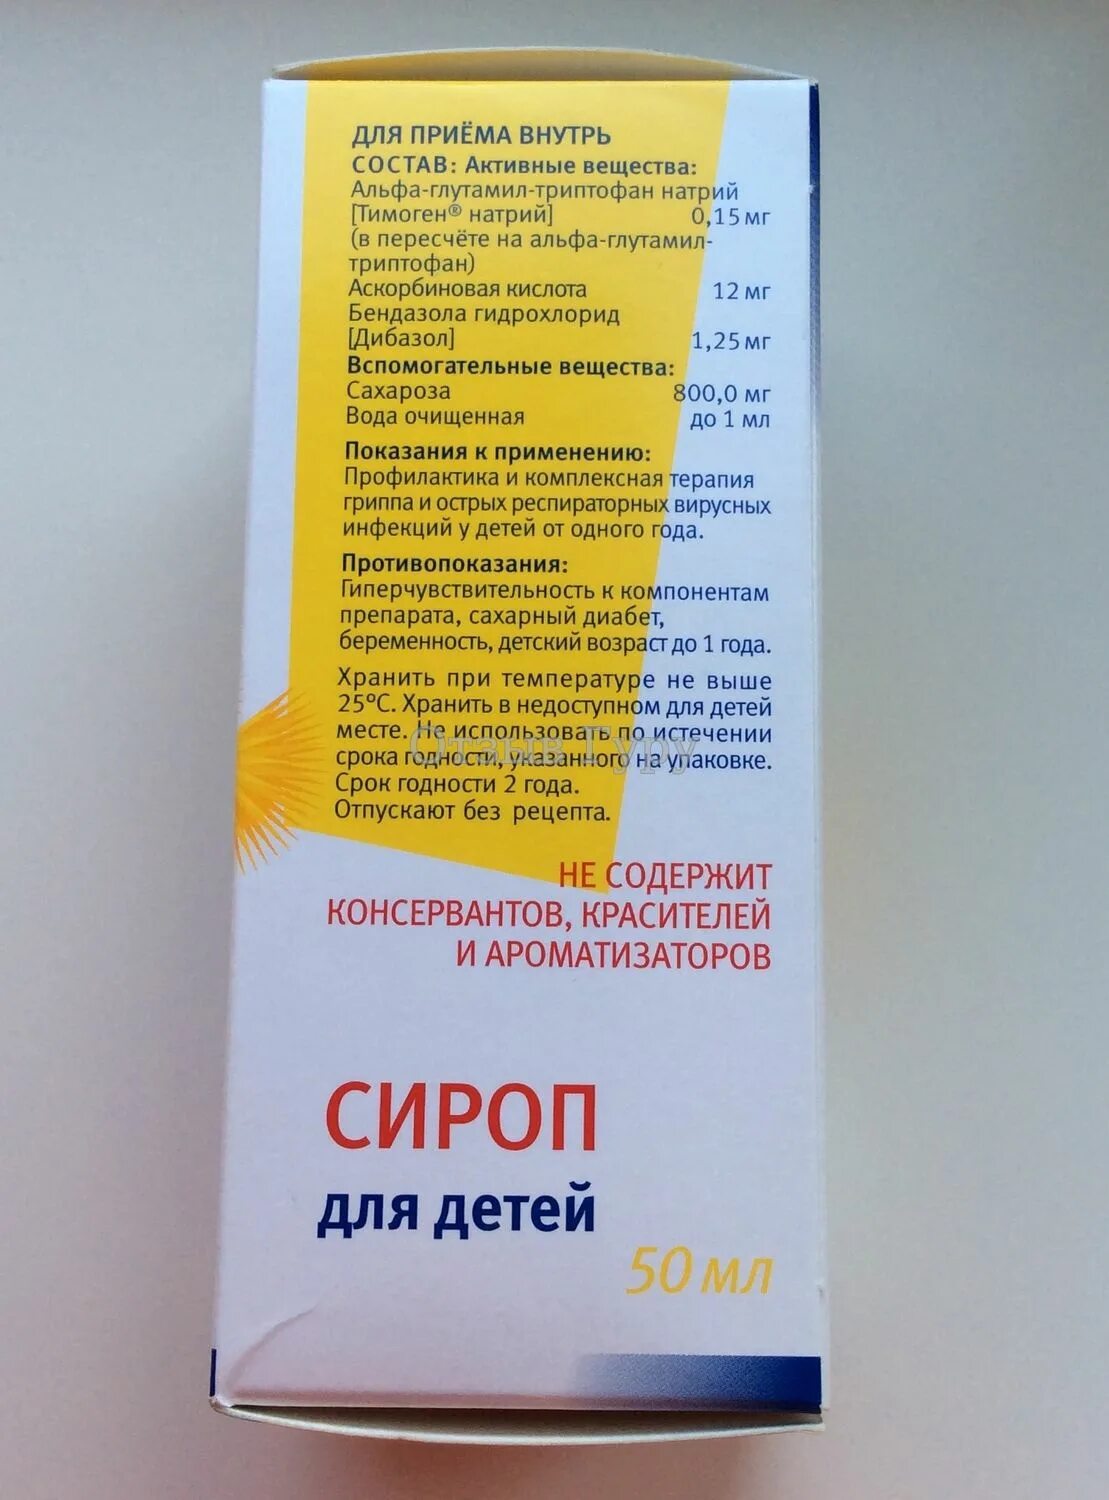 ДЛЯ ПРИЁМА ВНУТРЬ
СОСТАВ: Активные вещества:
Альфа-глутамил-триптофан натрий
[Тимоген® натрий] 0,15 мг
(в пересчёте на альфа-глутамил-
триптофан)
Аскорбиновая кислота 12 мг
Бендазола гидрохлорид
[Дибазол] 1,25 мг
Вспомогательные вещества:
Сахароза 800,0 мг
Вода очищенная до 1 мл
Показания к применению:
Профилактика и комплексная терапия
гриппа и острых респираторных вирусных
инфекций у детей от одного года.
Противопоказания:
Гиперчувствительность к компонентам
препарата, сахарный диабет,
беременность, детский возраст до 1 года.
Хранить при температуре не выше
25°С. Хранить в недоступном для детей
месте. Не использовать по истечении
срока годности, указанного на упаковке.
Срок годности 2 года.
Отпускают без рецепта.
Отзыв Гуру
НЕ СОДЕРЖИТ
КОНСЕРВАНТОВ, КРАСИТЕЛЕЙ
И АРОМАТИЗАТОРОВ
СИРОП
для детей
50 мл